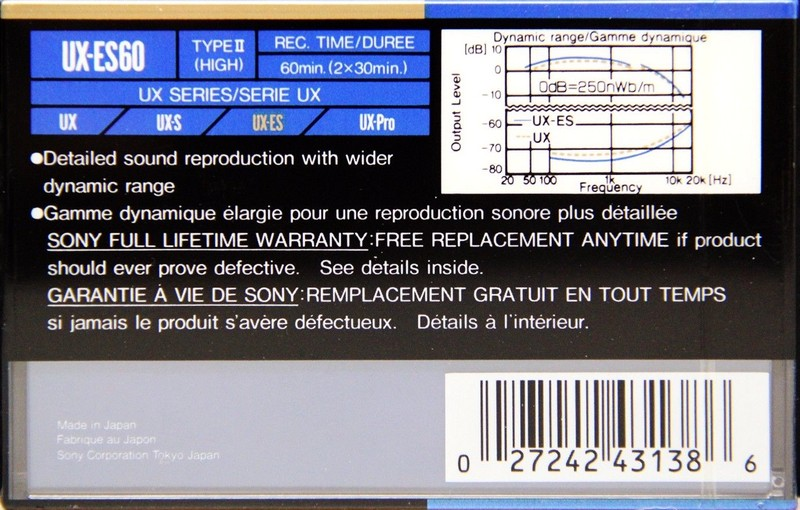 UX-ES60
TYPE II
(HIGH)
REC. TIME/DUREE
60min. (2×30min.)
UX SERIES/SERIE UX
UX UX-S UX-ES UX-Pro
Dynamic range/Gamme dynamique
[dB] 10
0
-10
0dB=250nWb/m
-60
-70
-80
UX-ES
UX
Output Level
20 50 100 1k 10k 20k [Hz]
Frequency
●Detailed sound reproduction with wider
dynamic range
●Gamme dynamique élargie pour une reproduction sonore plus détaillée
SONY FULL LIFETIME WARRANTY:FREE REPLACEMENT ANYTIME if product
should ever prove defective. See details inside.
GARANTIE À VIE DE SONY:REMPLACEMENT GRATUIT EN TOUT TEMPS
si jamais le produit s'avère défectueux. Détails à l'intérieur.
Made in Japan
Fabriqué au Japon
Sony Corporation Tokyo Japan
0 27242 43138 6